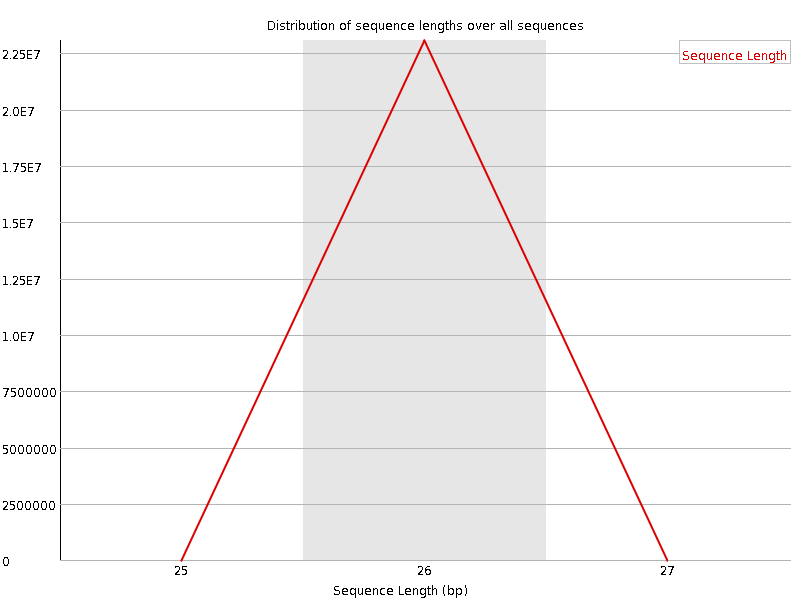 Distribution of sequence lengths over all sequences
Sequence Length
2.25E7
2.0E7
1.75E7
1.5E7
1.25E7
1.0E7
7500000
5000000
2500000
0
25 26 27
Sequence Length (bp)